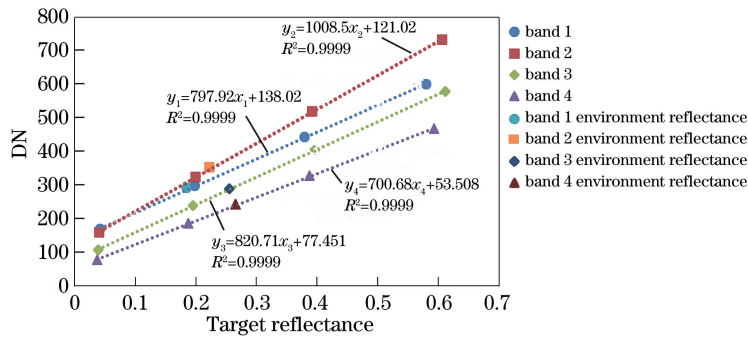 800
700
600
500
400
300
200
100
0
DN
0 0.1 0.2 0.3 0.4 0.5 0.6 0.7
Target reflectance
y₂=1008.5x₂+121.02
R²=0.9999
y₁=797.92x₁+138.02
R²=0.9999
y₄=700.68x₄+53.508
R²=0.9999
y₃=820.71x₃+77.451
R²=0.9999
band 1
band 2
band 3
band 4
band 1 environment reflectance
band 2 environment reflectance
band 3 environment reflectance
band 4 environment reflectance